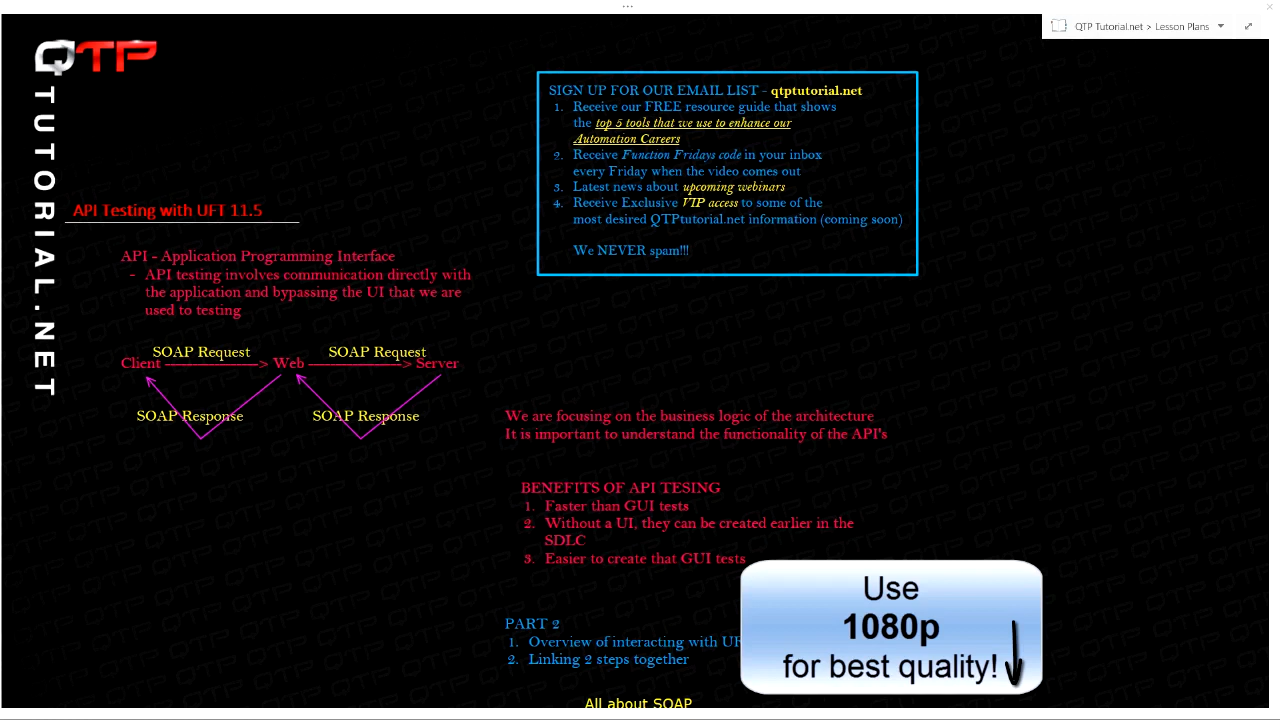 QTP Tutorial.net > Lesson Plans
QTP
TUTORIAL.NET
SIGN UP FOR OUR EMAIL LIST - qtptutorial.net
1. Receive our FREE resource guide that shows
the top 5 tools that we use to enhance our
Automation Careers
2. Receive Function Fridays code in your inbox
every Friday when the video comes out
3. Latest news about upcoming webinars
4. Receive Exclusive VIP access to some of the
most desired QTPtutorial.net information (coming soon)
We NEVER spam!!!
API Testing with UFT 11.5
API - Application Programming Interface
- API testing involves communication directly with
the application and bypassing the UI that we are
used to testing
SOAP Request SOAP Request
Client ----------------> Web ----------------> Server
SOAP Response SOAP Response
We are focusing on the business logic of the architecture
It is important to understand the functionality of the API's
BENEFITS OF API TESING
1. Faster than GUI tests
2. Without a UI, they can be created earlier in the
SDLC
3. Easier to create that GUI tests
PART 2
1. Overview of interacting with
2. Linking 2 steps together
All about SOAP
Use
1080p
for best quality!